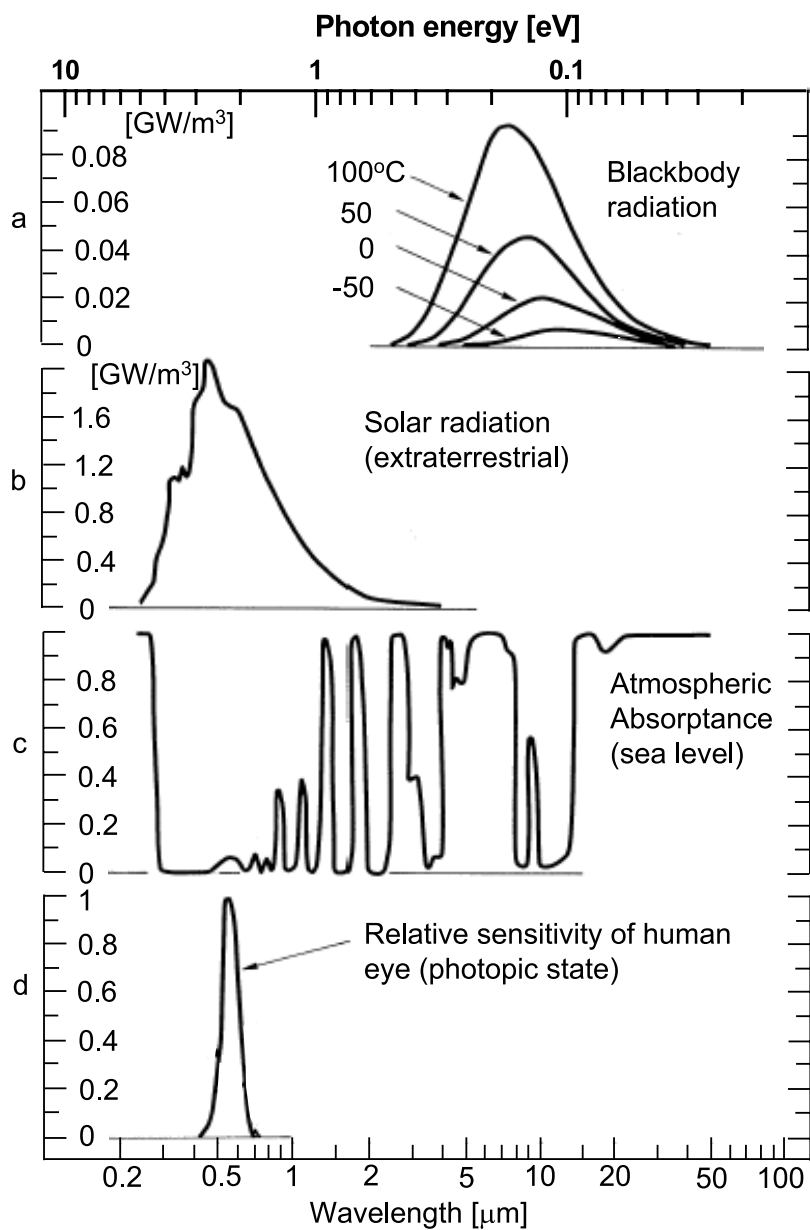 Photon energy [eV]
10 1 0.1
[GW/m³]
0.08
0.06
0.04
0.02
0
a
100°C
50
0
-50
Blackbody
radiation
[GW/m³]
1.6
1.2
0.8
0.4
0
b
Solar radiation
(extraterrestrial)
0.8
0.6
0.4
0.2
0
c
Atmospheric
Absorptance
(sea level)
1
0.8
0.6
0.4
0.2
0
d
Relative sensitivity of human
eye (photopic state)
0.2 0.5 1 2 5 10 20 50 100
Wavelength [μm]